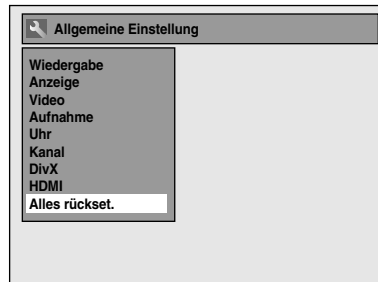 Allgemeine Einstellung
Wiedergabe
Anzeige
Video
Aufnahme
Uhr
Kanal
DivX
HDMI
Alles rückset.